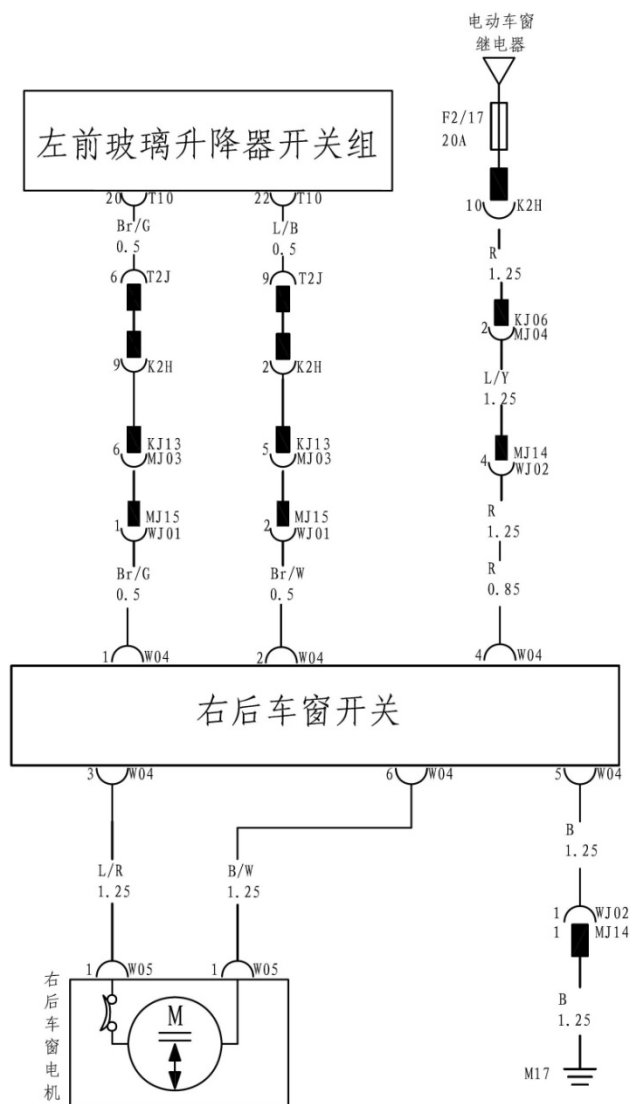 电动车窗
继电器
F2/17
20A
左前玻璃升降器开关组
20 T10
22 T10
10 K2H
Br/G
0.5
L/B
0.5
R
1.25
6 T2J
9 T2J
KJ06
2 MJ04
9 K2H
2 K2H
L/Y
1.25
KJ13
6 MJ03
KJ13
5 MJ03
MJ14
4 WJ02
MJ15
1 WJ01
MJ15
2 WJ01
R
1.25
Br/G
0.5
Br/W
0.5
R
0.85
1 W04
2 W04
4 W04
右后车窗开关
3 W04
6 W04
5 W04
B
1.25
L/R
1.25
B/W
1.25
1 WJ02
1 MJ14
1 W05
1 W05
右后车窗电机
M
B
1.25
M17